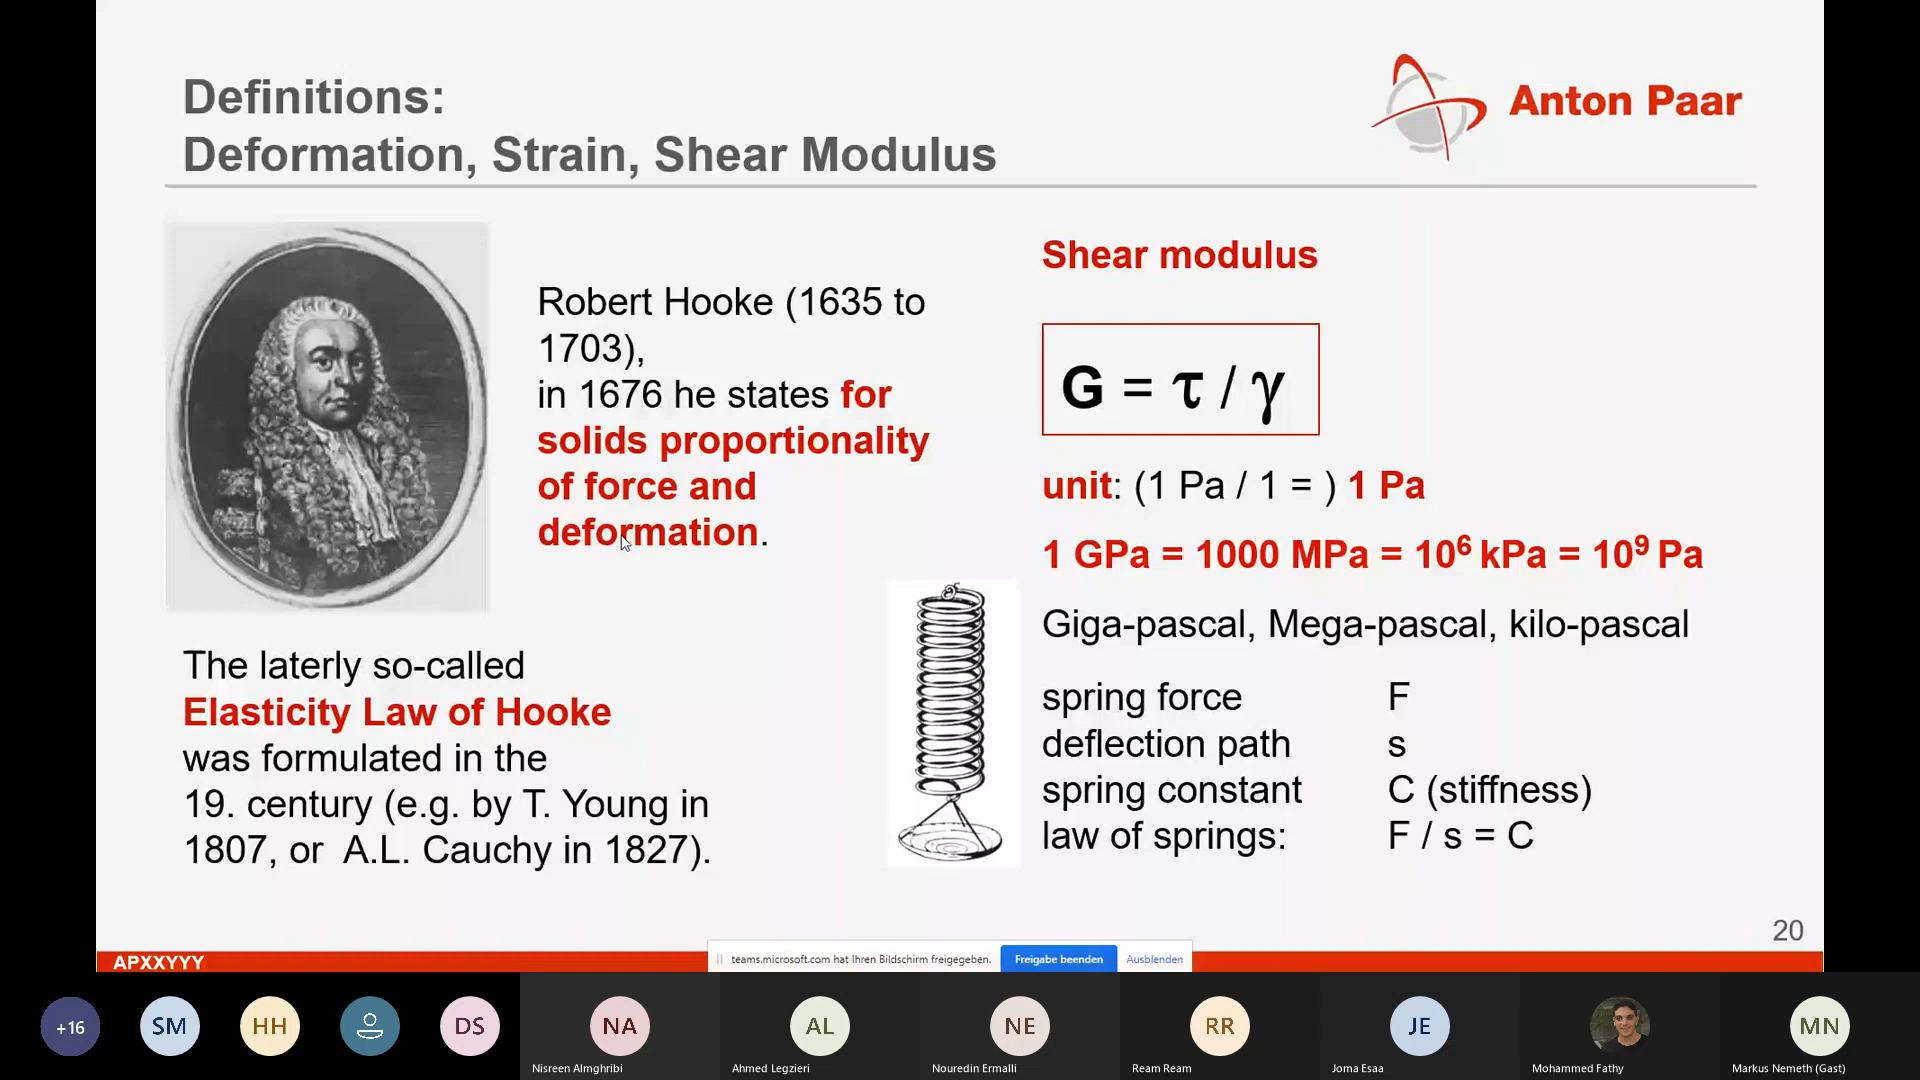 Definitions:
Deformation, Strain, Shear Modulus
Anton Paar
Robert Hooke (1635 to
1703),
in 1676 he states for
solids proportionality
of force and
deformation.
The laterly so-called
Elasticity Law of Hooke
was formulated in the
19. century (e.g. by T. Young in
1807, or A.L. Cauchy in 1827).
Shear modulus
G = τ / γ
unit: (1 Pa / 1 = ) 1 Pa
1 GPa = 1000 MPa = 10⁶ kPa = 10⁹ Pa
Giga-pascal, Mega-pascal, kilo-pascal
spring force F
deflection path s
spring constant C (stiffness)
law of springs: F / s = C
20
APXXYYY
teams.microsoft.com hat Ihren Bildschirm freigegeben. Freigabe beenden Ausblenden
+16 SM HH DS NA AL NE RR JE MN
Nisreen Almghribi Ahmed Legzieri Nouredin Ermalli Ream Ream Joma Esaa Mohammed Fathy Markus Nemeth (Gast)